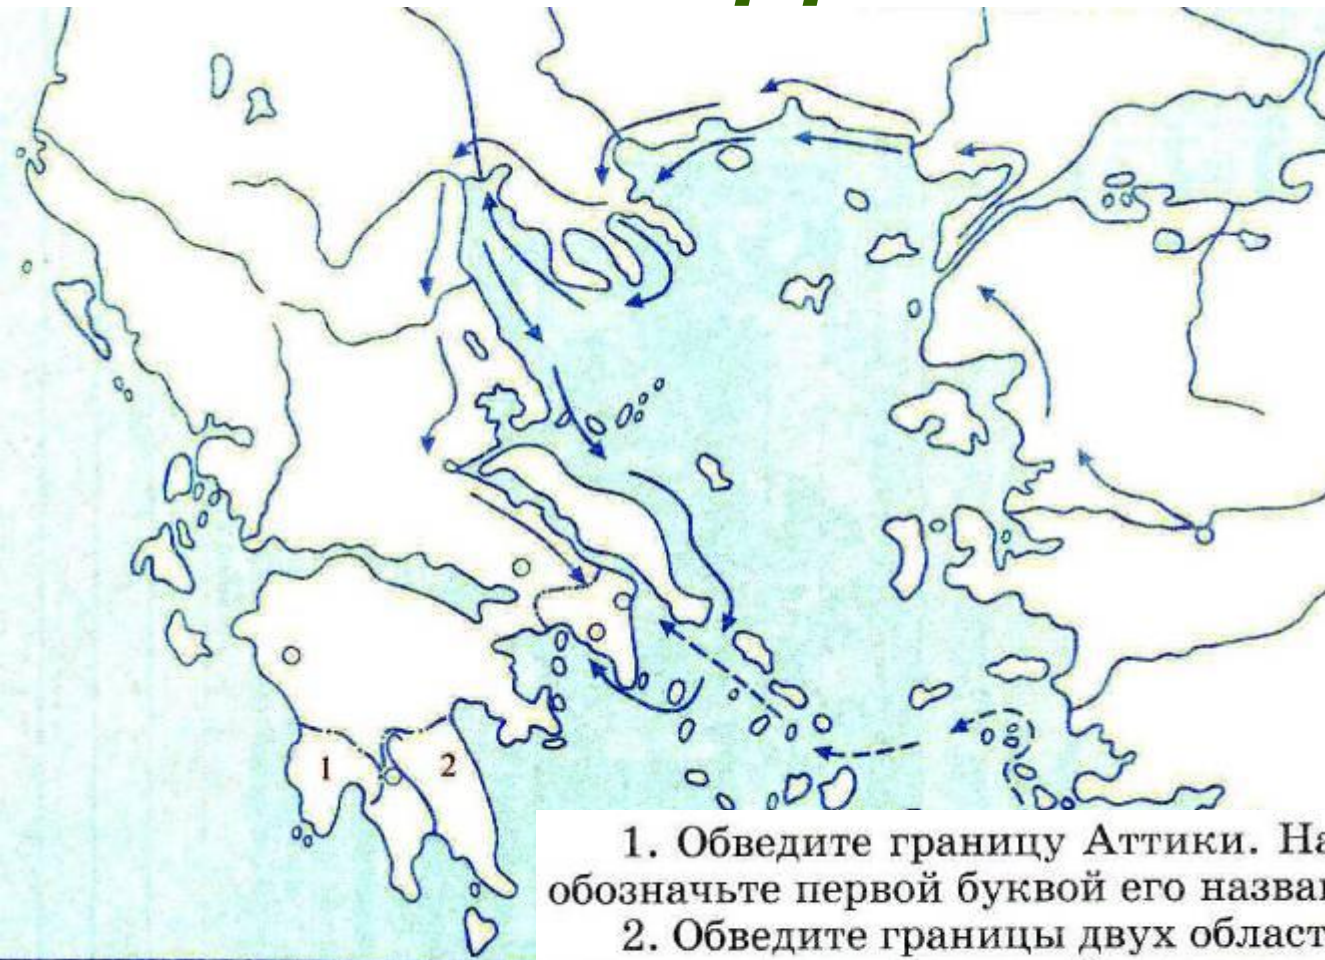 1
2
1. Обведите границу Аттики. На
обозначьте первой буквой его назва
2. Обведите границы двух област